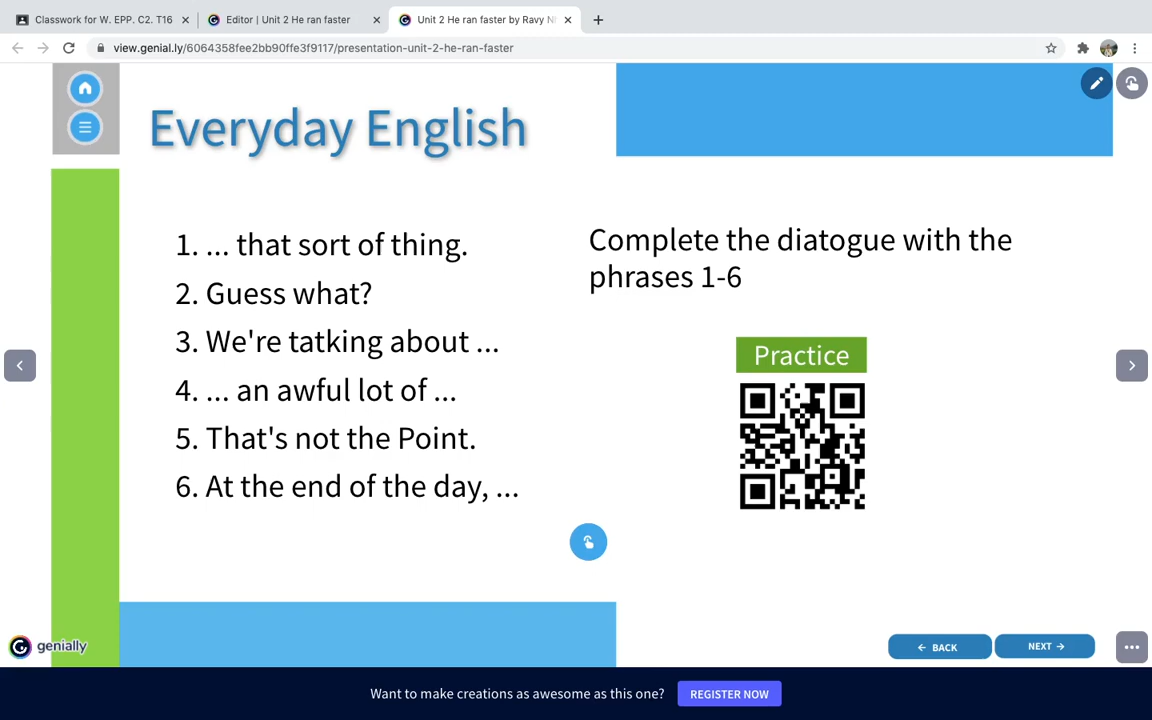 Classwork for W. EPP. C2. T16
Editor | Unit 2 He ran faster
Unit 2 He ran faster by Ravy N
view.genial.ly/6064358fee2bb90ffe3f9117/presentation-unit-2-he-ran-faster
Everyday English
1. ... that sort of thing.
2. Guess what?
3. We're tatking about ...
4. ... an awful lot of ...
5. That's not the Point.
6. At the end of the day, ...
Complete the diatogue with the
phrases 1-6
Practice
genially
BACK
NEXT
Want to make creations as awesome as this one?
REGISTER NOW